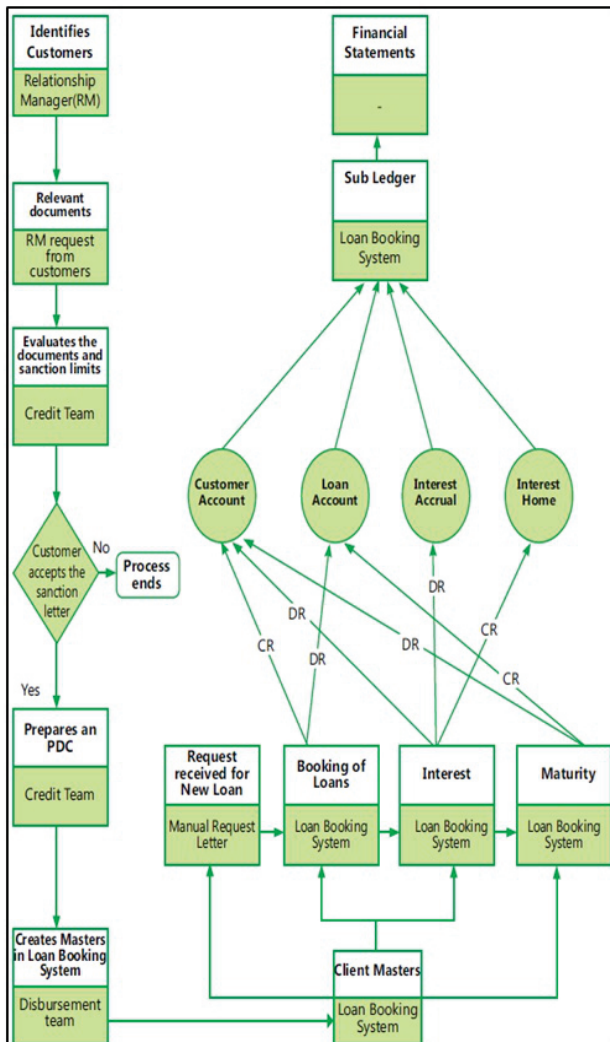 Identifies
Customers
Relationship
Manager(RM)
Relevant
documents
RM request
from
customers
Evaluates the
documents and
sanction limits
Credit Team
Customer
accepts the
sanction
letter
No
Process
ends
Yes
Prepares an
PDC
Credit Team
Creates Masters
in Loan Booking
System
Disbursement
team
Financial
Statements
-
Sub Ledger
Loan Booking
System
Customer
Account
Loan
Account
Interest
Accrual
Interest
Home
CR
DR
DR
DR
DR
CR
CR
Request
received for
New Loan
Manual Request
Letter
Booking of
Loans
Loan Booking
System
Interest
Loan Booking
System
Maturity
Loan Booking
System
Client Masters
Loan Booking
System